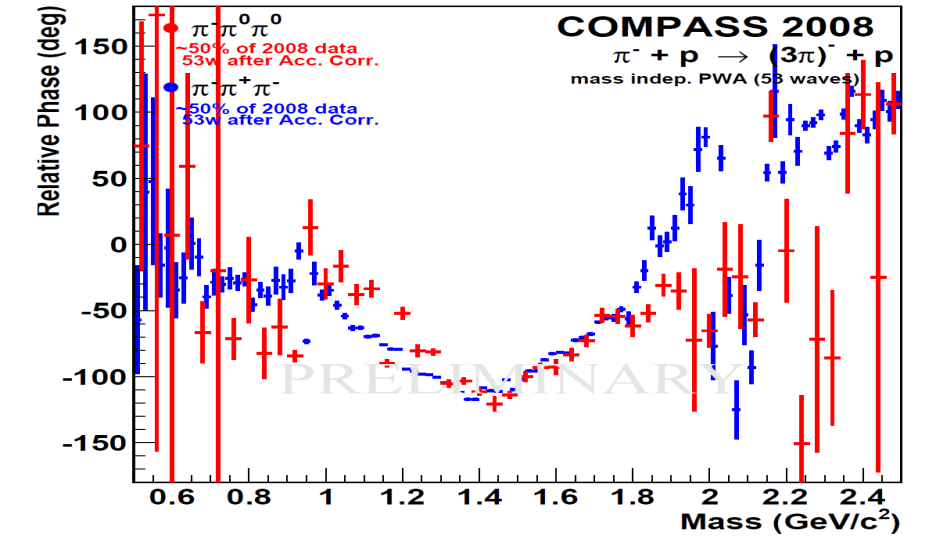 COMPASS 2008
π⁻ + p → (3π)⁻ + p
mass indep. PWA (53 waves)
π⁻π⁰π⁰
~50% of 2008 data
53w after Acc. Corr.
π⁻π⁺π⁻
~50% of 2008 data
53w after Acc. Corr.
Relative Phase (deg)
150
100
50
0
-50
-100
-150
PRELIMINARY
0.6 0.8 1 1.2 1.4 1.6 1.8 2 2.2 2.4
Mass (GeV/c²)